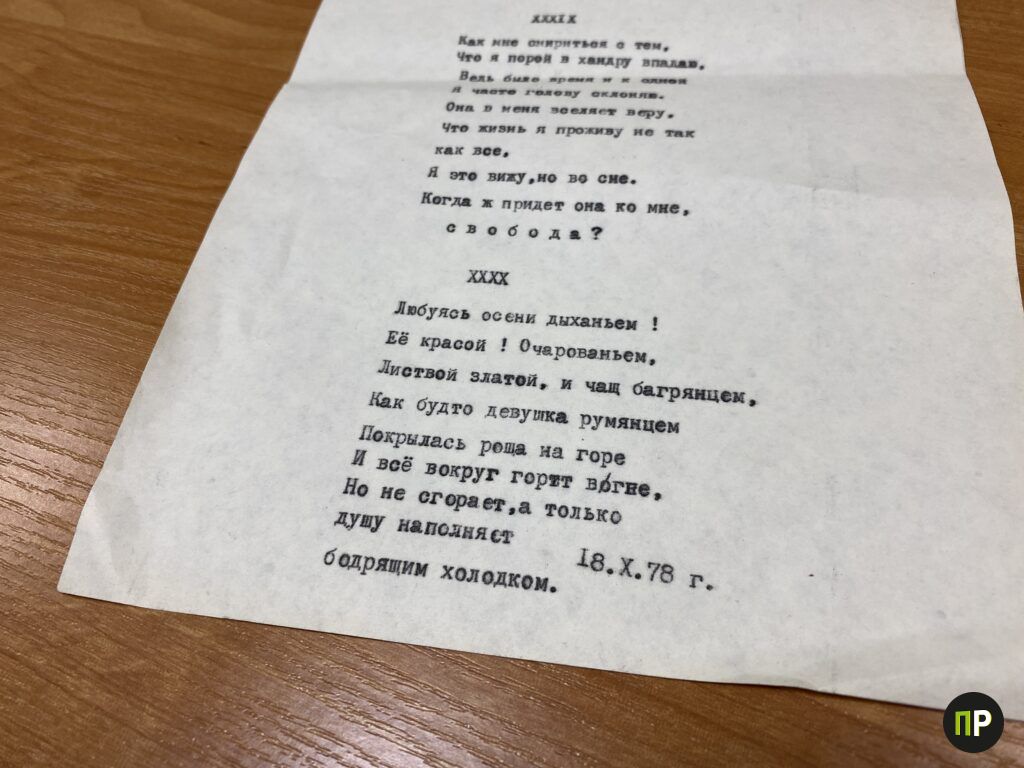 XXXIX
Как мне смириться с тем,
Что я порой в хандру впадаю,
Ведь было время и к одной
Я часто голову склоняю.
Она в меня вселяет веру,
Что жизнь я проживу не так
как все,
Я это вижу,но во сне.
Когда ж придет она ко мне,
с в о б о д а ?
XXXX
Любуясь осени дыханьем !
Её красой ! Очарованьем,
Листвой златой, и чащ багрянцем,
Как будто девушка румянцем
Покрылась роща на горе
И всё вокруг горит вогне,
Но не сгорает,а только
душу наполняет
бодрящим холодком.
18.X.78 г.
ПР